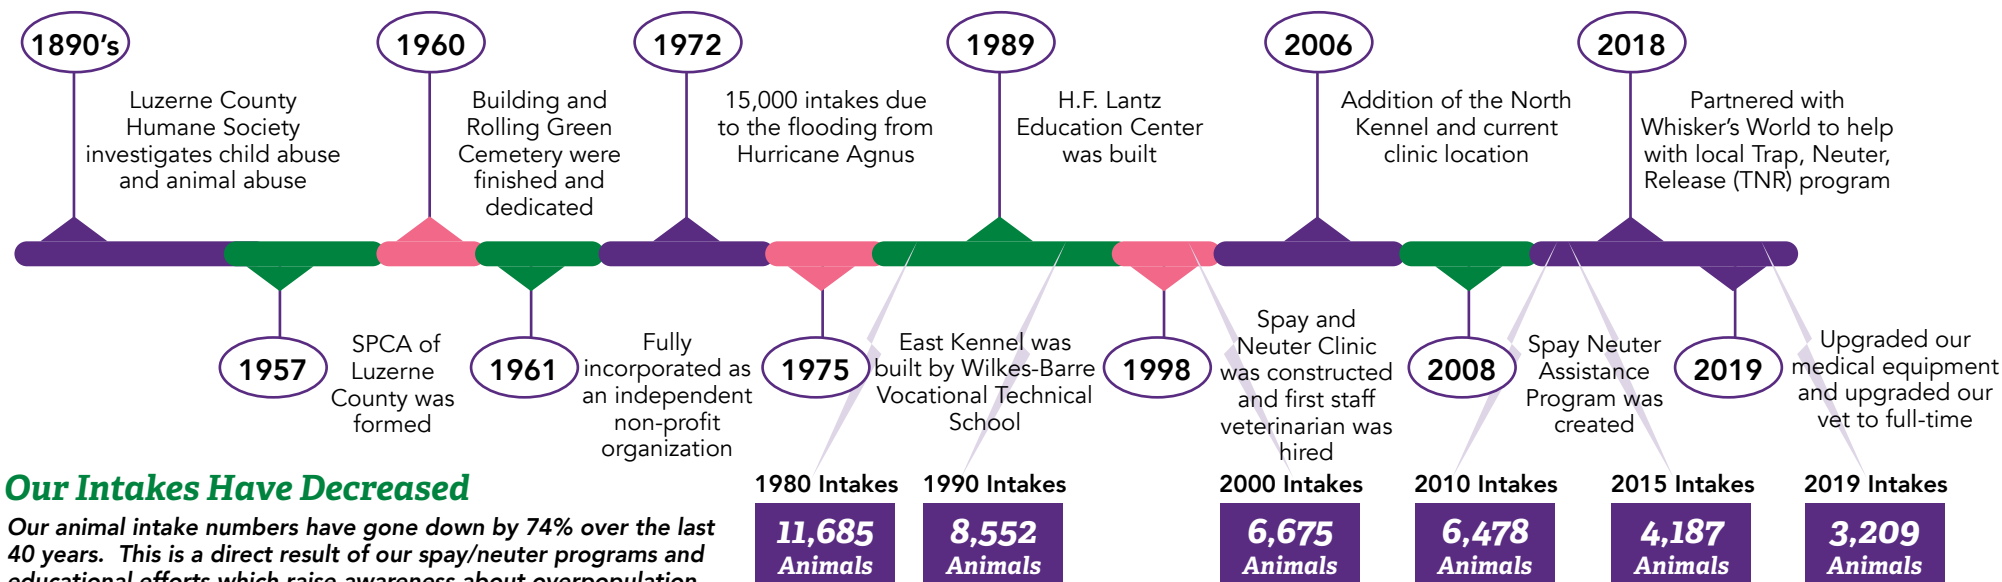 1890's
Luzerne County
Humane Society
investigates child abuse
and animal abuse
1957
SPCA of
Luzerne
County was
formed
1960
Building and
Rolling Green
Cemetery were
finished and
dedicated
1961
Fully
incorporated as
an independent
non-profit
organization
1972
15,000 intakes due
to the flooding from
Hurricane Agnus
1975
East Kennel was
built by Wilkes-Barre
Vocational Technical
School
1989
H.F. Lantz
Education Center
was built
1998
Spay and
Neuter Clinic
was constructed
and first staff
veterinarian was
hired
2006
Addition of the North
Kennel and current
clinic location
2008
Spay Neuter
Assistance
Program was
created
2018
Partnered with
Whisker's World to help
with local Trap, Neuter,
Release (TNR) program
2019
Upgraded our
medical equipment
and upgraded our
vet to full-time
Our Intakes Have Decreased
Our animal intake numbers have gone down by 74% over the last
40 years. This is a direct result of our spay/neuter programs and
educational efforts which raise awareness about overpopulation
1980 Intakes
11,685
Animals
1990 Intakes
8,552
Animals
2000 Intakes
6,675
Animals
2010 Intakes
6,478
Animals
2015 Intakes
4,187
Animals
2019 Intakes
3,209
Animals